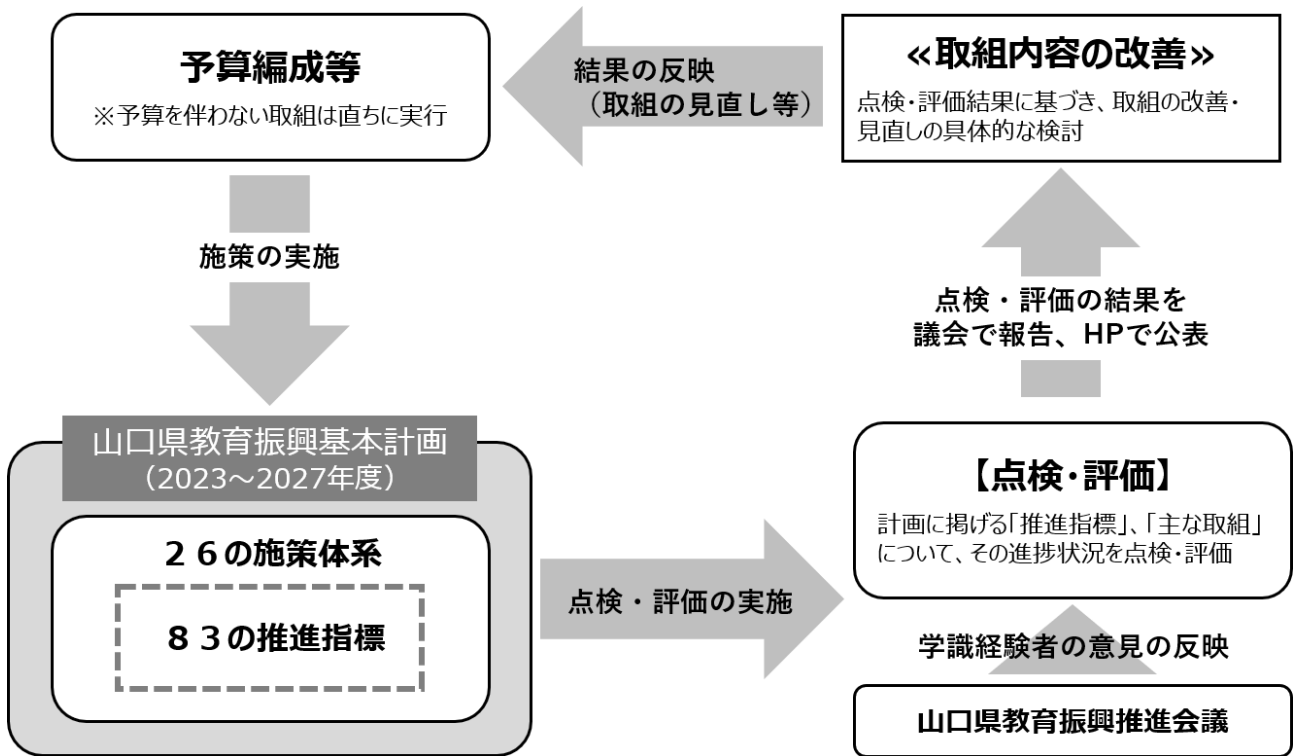 予算編成等
※予算を伴わない取組は直ちに実行
結果の反映
（取組の見直し等）
≪取組内容の改善≫
点検・評価結果に基づき、取組の改善・
見直しの具体的な検討
施策の実施
点検・評価の結果を
議会で報告、HPで公表
山口県教育振興基本計画
（2023～2027年度）
２６の施策体系
８３の推進指標
点検・評価の実施
【点検・評価】
計画に掲げる「推進指標」、「主な取組」
について、その進捗状況を点検・評価
学識経験者の意見の反映
山口県教育振興推進会議